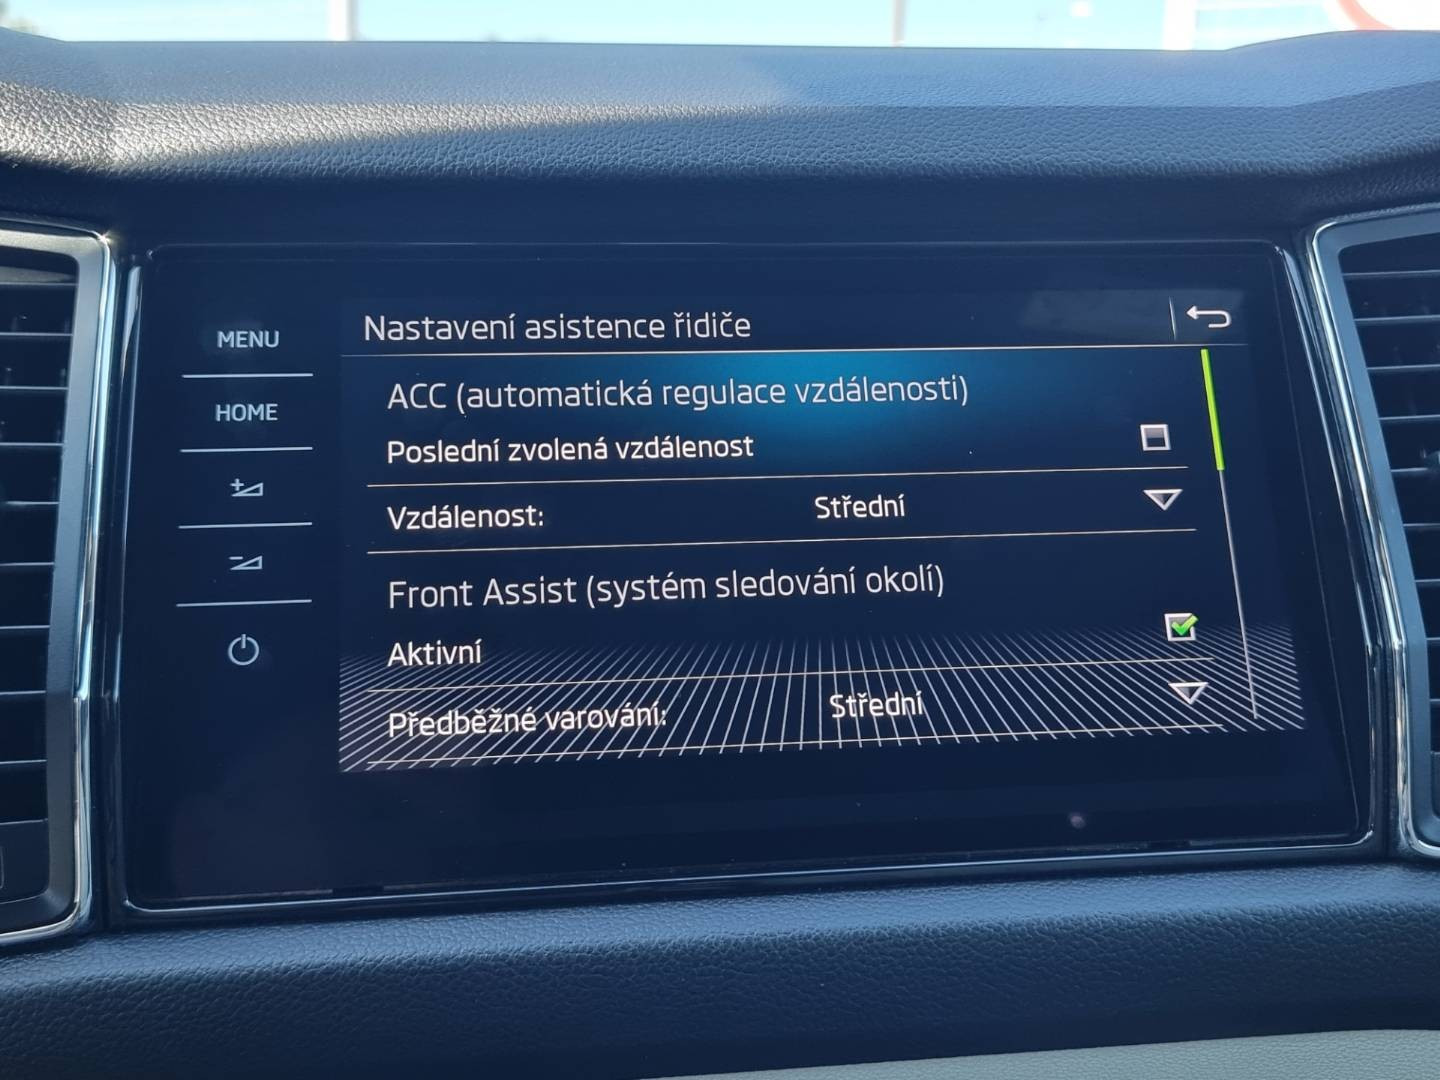 MENU
HOME
Nastavení asistence řidiče
ACC (automatická regulace vzdálenosti)
Poslední zvolená vzdálenost
Vzdálenost: Střední
Front Assist (systém sledování okolí)
Aktivní
Předběžné varování: Střední